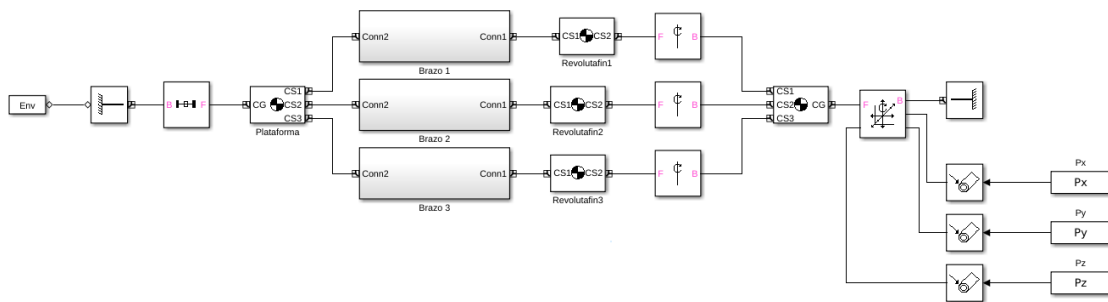 Conn2 Conn1
Brazo 1
CS1 CS2
Revolutafin1
F B
Env
B F
CG CS1
CS2
CS3
Plataforma
Conn2 Conn1
Brazo 2
CS1 CS2
Revolutafin2
F B
CS1
CS2 CG
CS3
F B
Conn2 Conn1
Brazo 3
CS1 CS2
Revolutafin3
F B
Px
Px
Py
Py
Pz
Pz